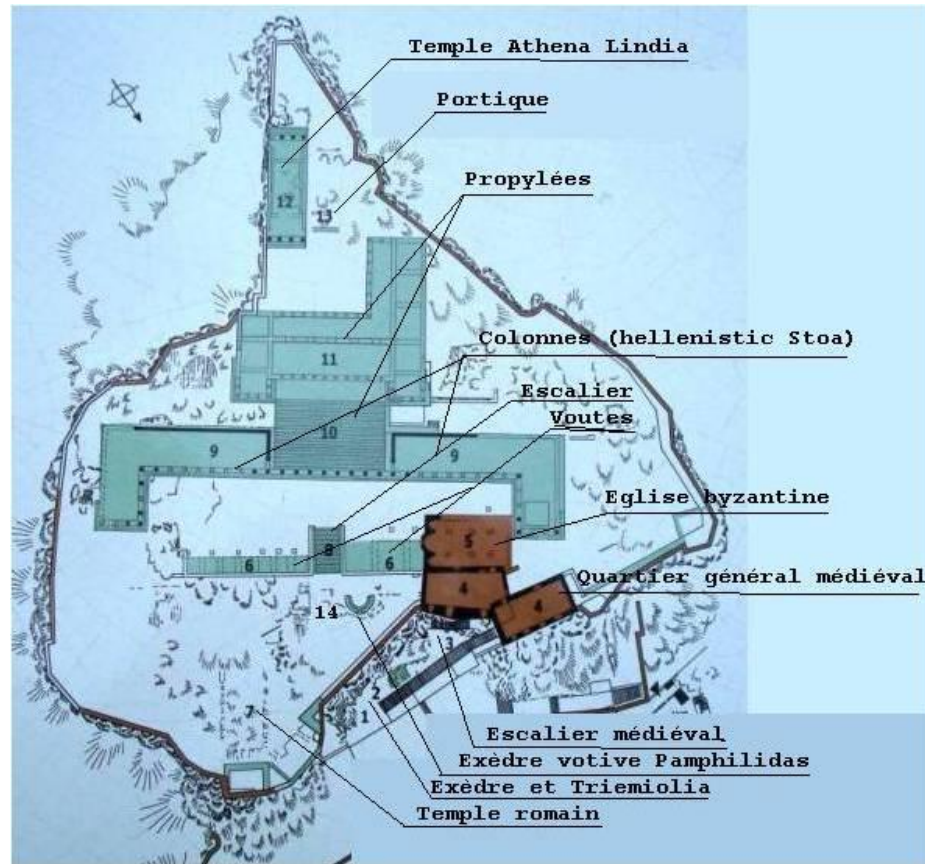 Temple Athena Lindia
Portique
12
13
Propylées
Colonnes (hellenistic Stoa)
11
Escalier
Voutes
10
9
9
Eglise byzantine
5
8
6
6
Quartier général médiéval
4
4
14
3
2
1
7
Escalier médiéval
Exèdre votive Pamphilidas
Exèdre et Triemiolia
Temple romain